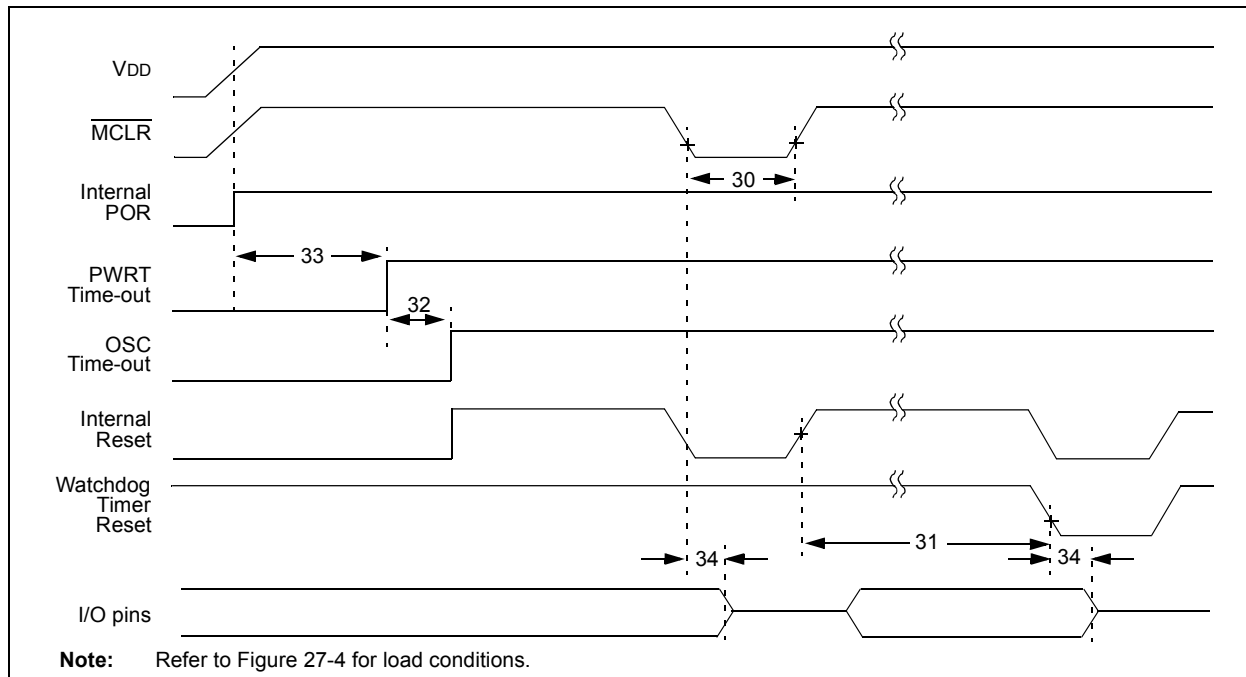 VDD
MCLR
30
Internal
POR
33
PWRT
Time-out
32
OSC
Time-out
Internal
Reset
Watchdog
Timer
Reset
31
34
34
I/O pins
Note: Refer to Figure 27-4 for load conditions.